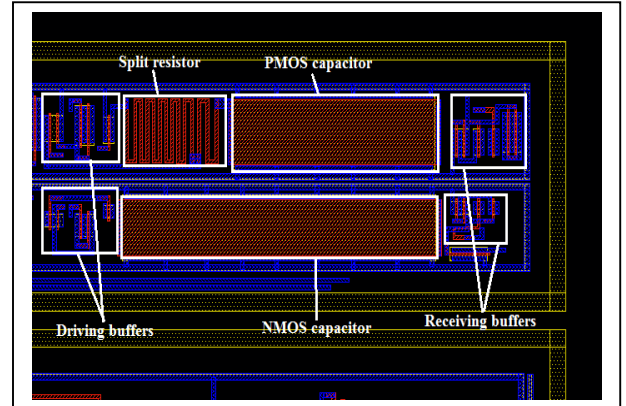 Split resistor
PMOS capacitor
Driving buffers
NMOS capacitor
Receiving buffers